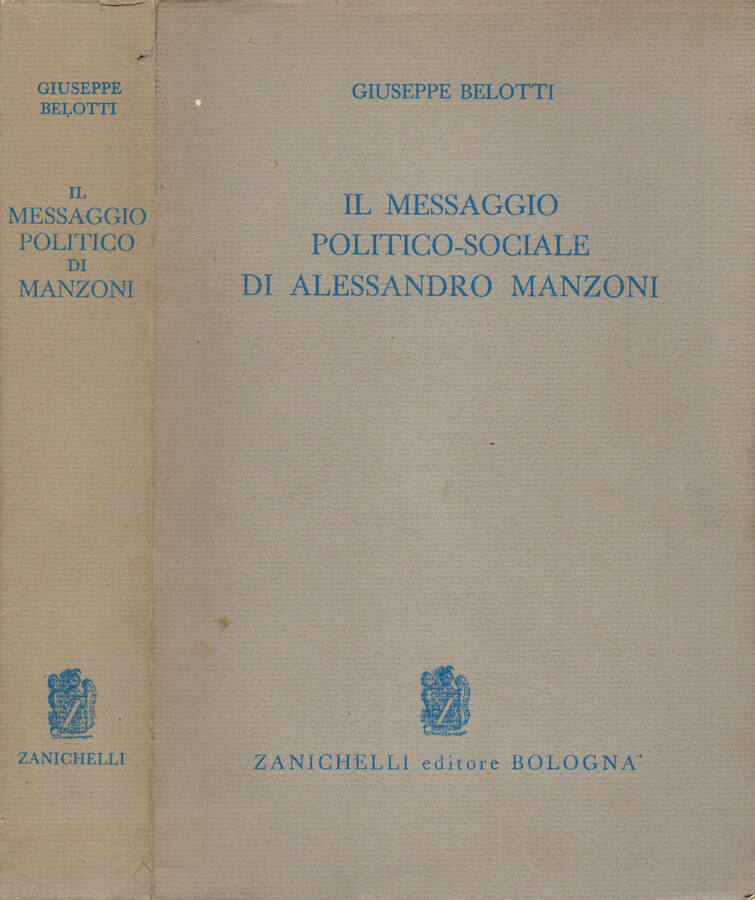 GIUSEPPE
BELOTTI
IL
MESSAGGIO
POLITICO
DI
MANZONI
Z
ZANICHELLI
GIUSEPPE BELOTTI
IL MESSAGGIO
POLITICO-SOCIALE
DI ALESSANDRO MANZONI
Z
ZANICHELLI editore BOLOGNA